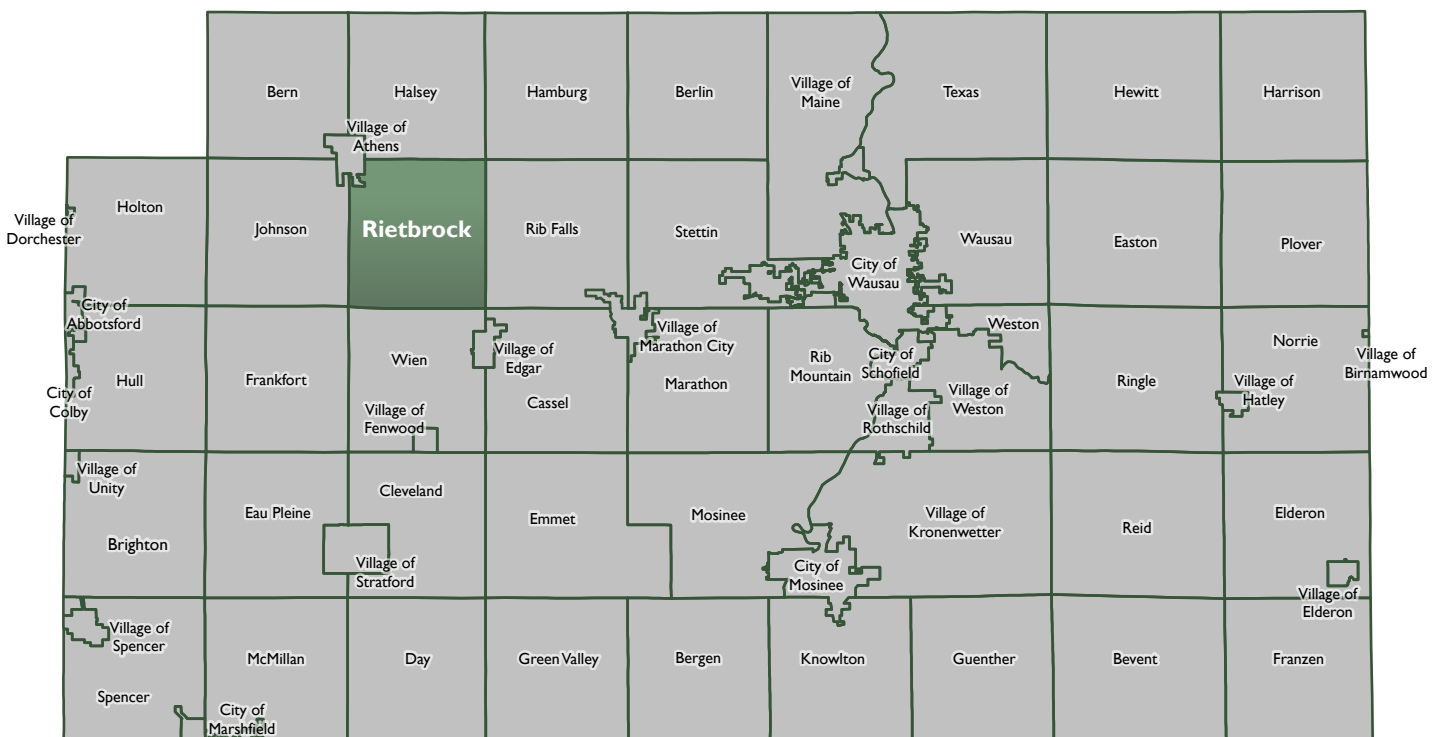 Bern
Halsey
Hamburg
Berlin
Village of
Maine
Texas
Hewitt
Harrison
Village of
Athens
Village of
Dorchester
Holton
Johnson
Rietbrock
Rib Falls
Stettin
City of
Wausau
Wausau
Easton
Plover
City of
Abbotsford
City of
Colby
Hull
Frankfort
Wien
Village of
Fenwood
Village of
Edgar
Cassel
Village of
Marathon City
Marathon
Rib
Mountain
City of
Schofield
Village of
Rothschild
Weston
Village of
Weston
Ringle
Norrie
Village of
Hatley
Village of
Birnamwood
Village of
Unity
Brighton
Eau Pleine
Cleveland
Village of
Stratford
Emmet
Mosinee
City of
Mosinee
Village of
Kronenwetter
Reid
Elderon
Village of
Elderon
Village of
Spencer
Spencer
McMillan
City of
Marshfield
Day
Green Valley
Bergen
Knowlton
Guenther
Bevent
Franzen